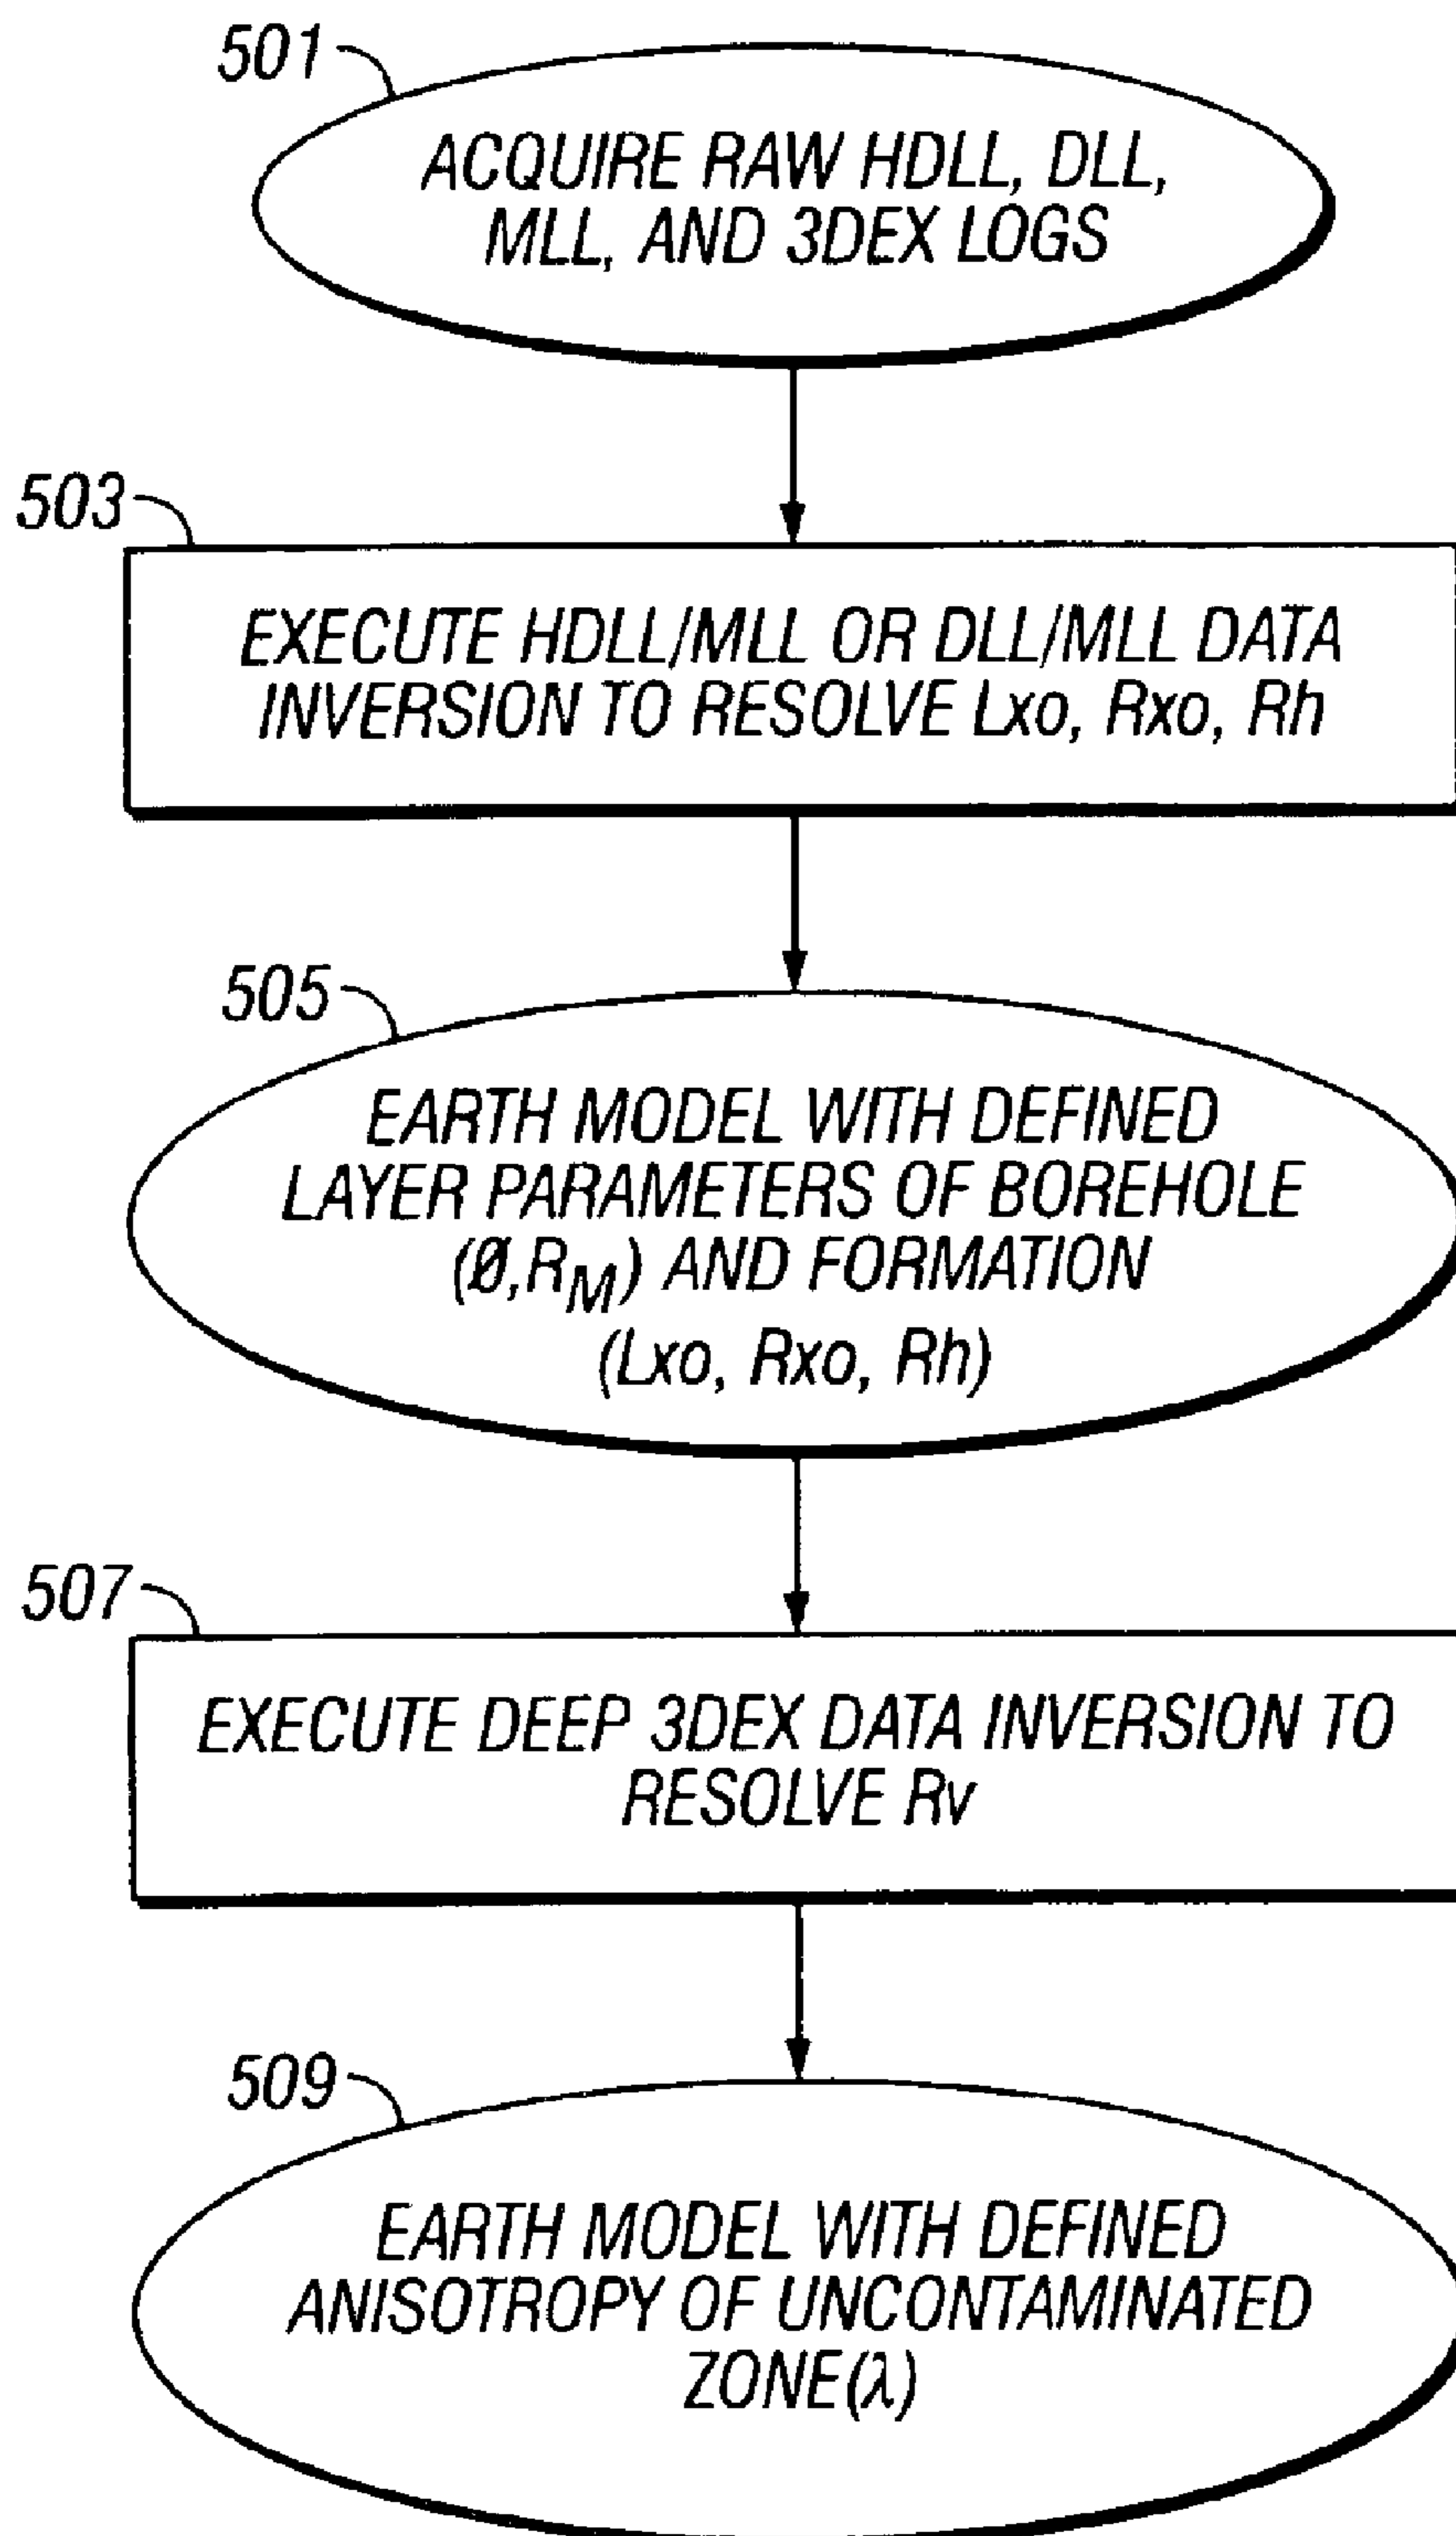 501
ACQUIRE RAW HDLL, DLL,
MLL, AND 3DEX LOGS
503
EXECUTE HDLL/MLL OR DLL/MLL DATA
INVERSION TO RESOLVE Lxo, Rxo, Rh
505
EARTH MODEL WITH DEFINED
LAYER PARAMETERS OF BOREHOLE
(Ø,RM) AND FORMATION
(Lxo, Rxo, Rh)
507
EXECUTE DEEP 3DEX DATA INVERSION TO
RESOLVE Rv
509
EARTH MODEL WITH DEFINED
ANISOTROPY OF UNCONTAMINATED
ZONE(λ)